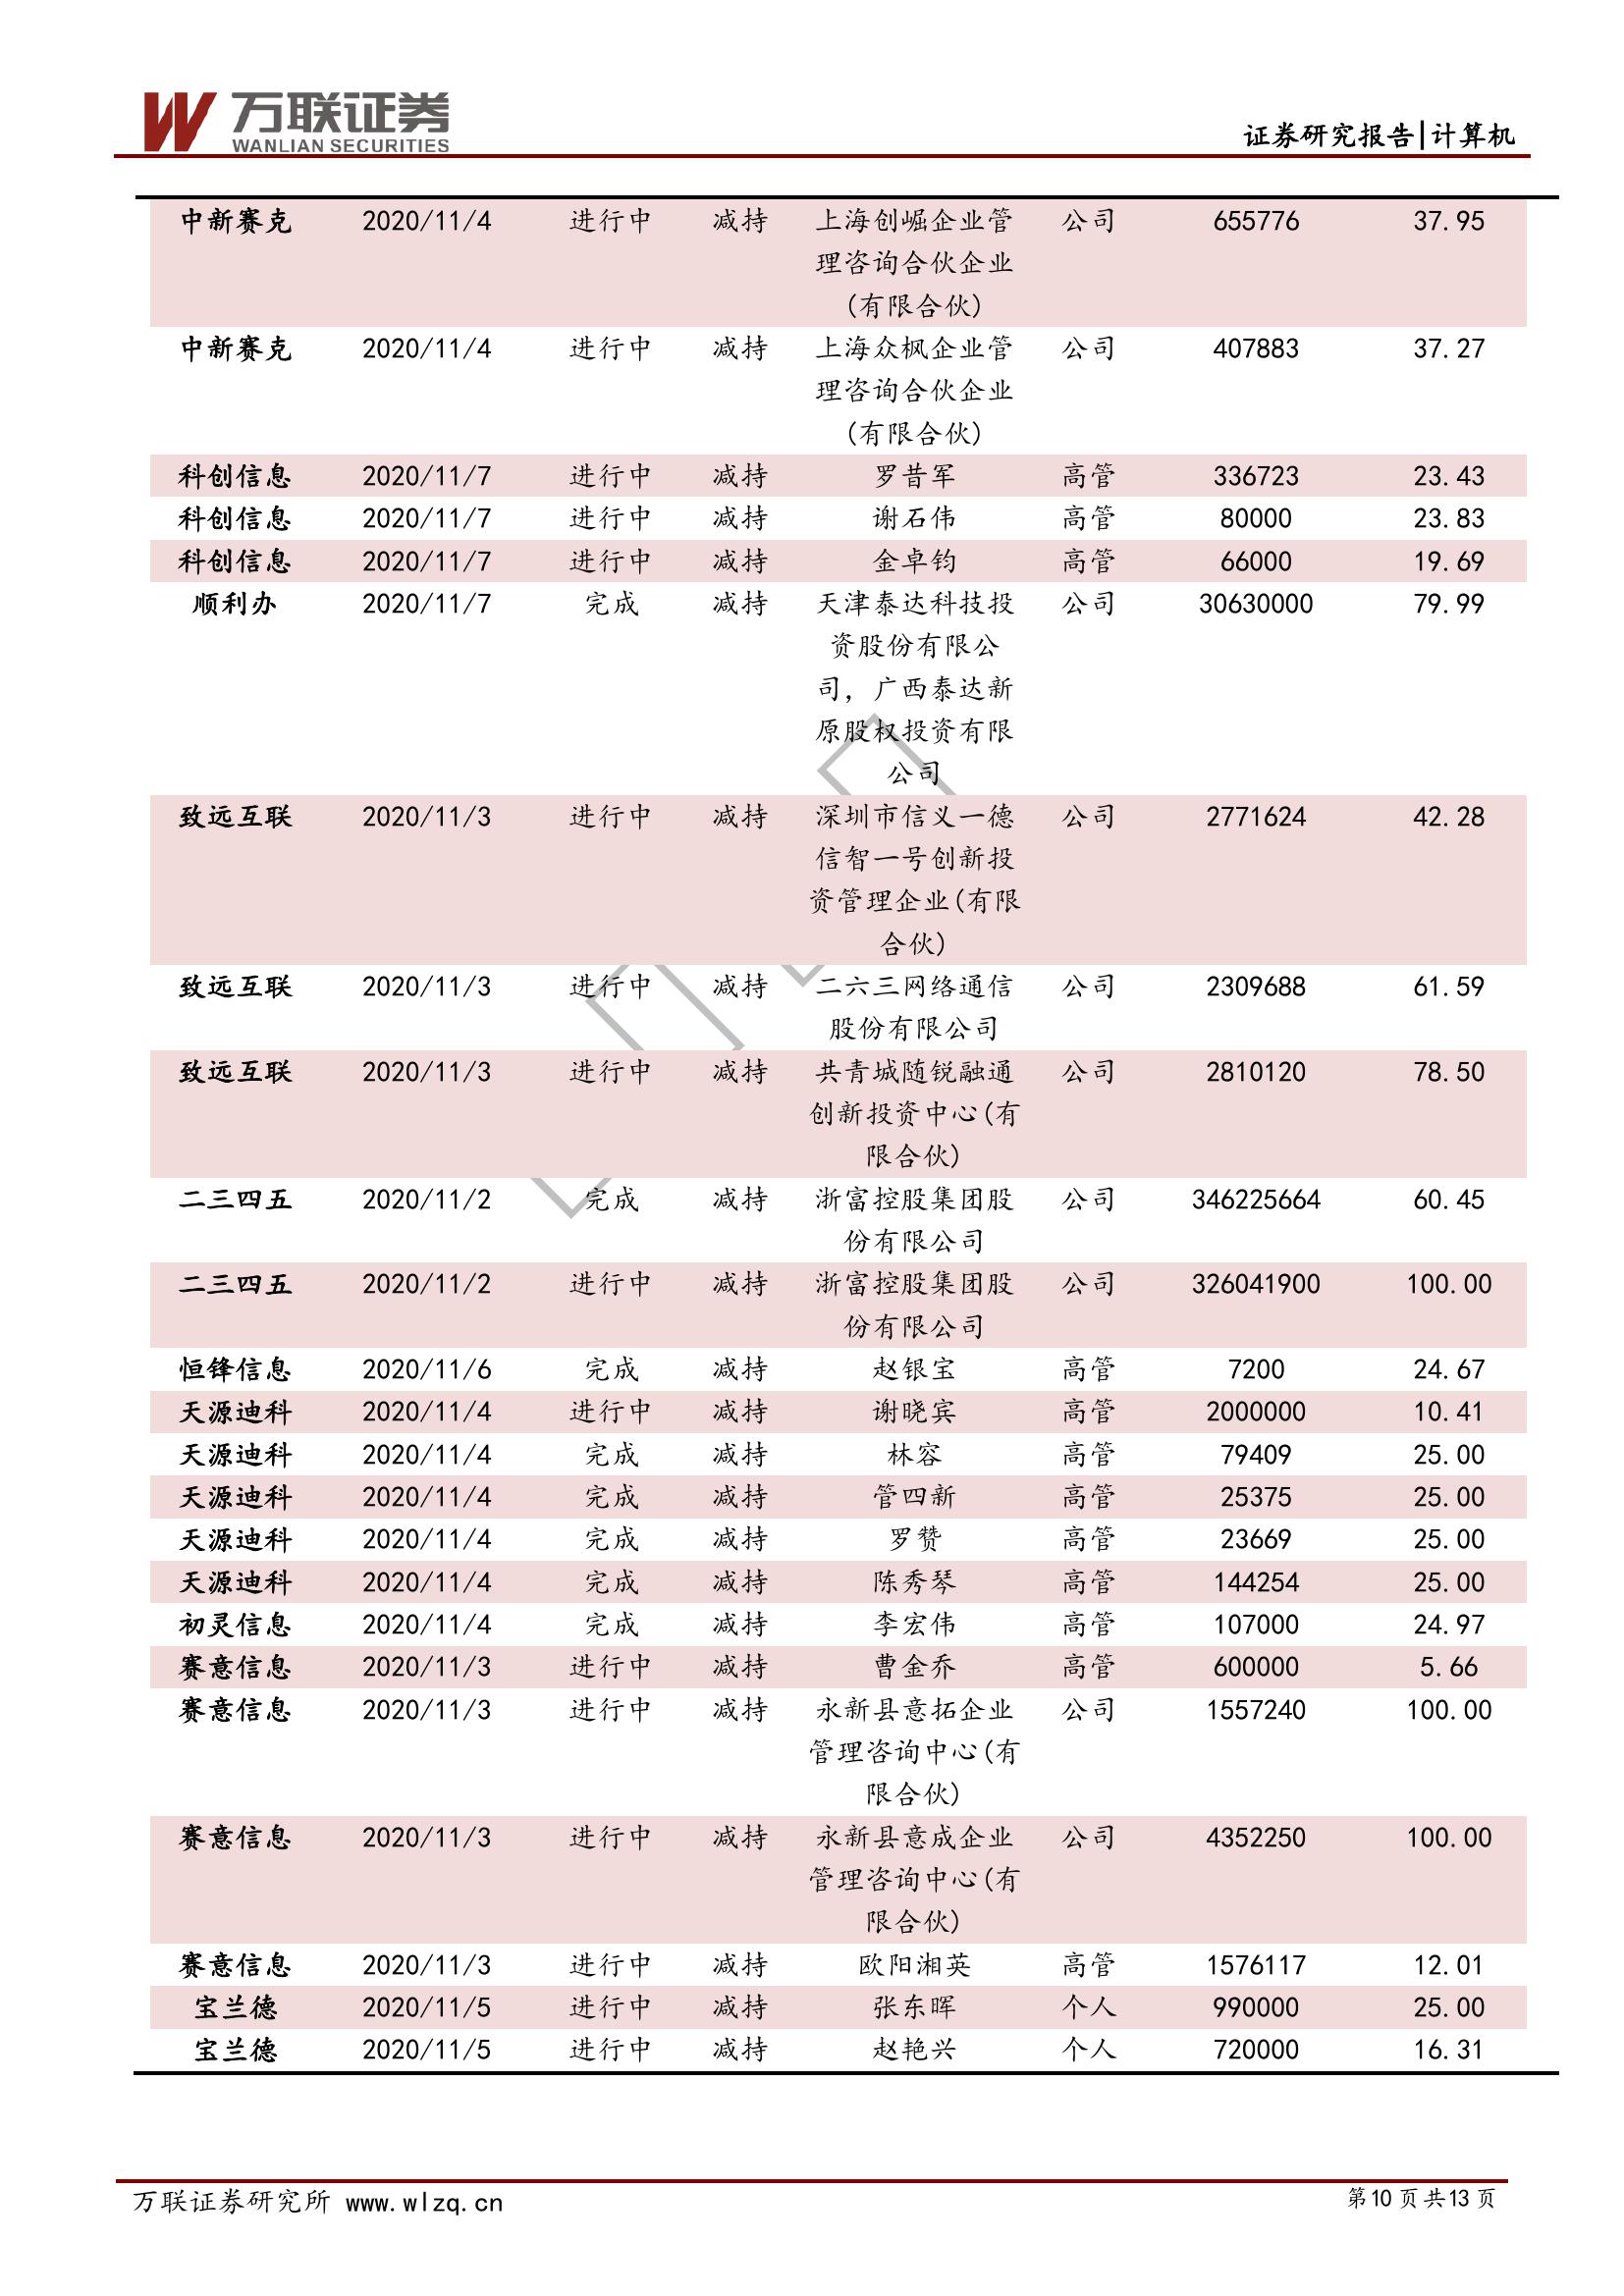 万联证券
WANLIAN SECURITIES
证券研究报告|计算机
中新赛克 2020/11/4 进行中 减持 上海创崛企业管 公司 655776 37.95
理咨询合伙企业
(有限合伙)
中新赛克 2020/11/4 进行中 减持 上海众枫企业管 公司 407883 37.27
理咨询合伙企业
(有限合伙)
科创信息 2020/11/7 进行中 减持 罗昔军 高管 336723 23.43
科创信息 2020/11/7 进行中 减持 谢石伟 高管 80000 23.83
科创信息 2020/11/7 进行中 减持 金卓钧 高管 66000 19.69
顺利办 2020/11/7 完成 减持 天津泰达科技投 公司 30630000 79.99
资股份有限公
司，广西泰达新
原股权投资有限
公司
致远互联 2020/11/3 进行中 减持 深圳市信义一德 公司 2771624 42.28
信智一号创新投
资管理企业(有限
合伙)
致远互联 2020/11/3 进行中 减持 二六三网络通信 公司 2309688 61.59
股份有限公司
致远互联 2020/11/3 进行中 减持 共青城随锐融通 公司 2810120 78.50
创新投资中心(有
限合伙)
二三四五 2020/11/2 完成 减持 浙富控股集团股 公司 346225664 60.45
份有限公司
二三四五 2020/11/2 进行中 减持 浙富控股集团股 公司 326041900 100.00
份有限公司
恒锋信息 2020/11/6 完成 减持 赵银宝 高管 7200 24.67
天源迪科 2020/11/4 进行中 减持 谢晓宾 高管 2000000 10.41
天源迪科 2020/11/4 完成 减持 林容 高管 79409 25.00
天源迪科 2020/11/4 完成 减持 管四新 高管 25375 25.00
天源迪科 2020/11/4 完成 减持 罗赞 高管 23669 25.00
天源迪科 2020/11/4 完成 减持 陈秀琴 高管 144254 25.00
初灵信息 2020/11/4 完成 减持 李宏伟 高管 107000 24.97
赛意信息 2020/11/3 进行中 减持 曹金乔 高管 600000 5.66
赛意信息 2020/11/3 进行中 减持 永新县意拓企业 公司 1557240 100.00
管理咨询中心(有
限合伙)
赛意信息 2020/11/3 进行中 减持 永新县意成企业 公司 4352250 100.00
管理咨询中心(有
限合伙)
赛意信息 2020/11/3 进行中 减持 欧阳湘英 高管 1576117 12.01
宝兰德 2020/11/5 进行中 减持 张东晖 个人 990000 25.00
宝兰德 2020/11/5 进行中 减持 赵艳兴 个人 720000 16.31
万联证券研究所 www.wlzq.cn 第10页共13页